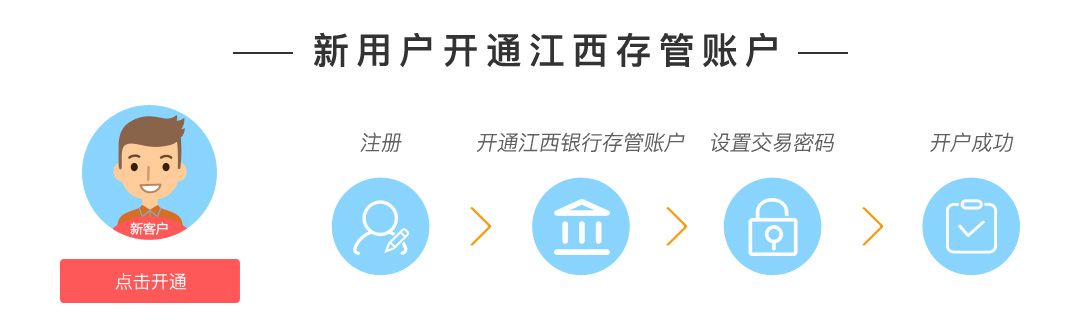 新用户开通江西存管账户
注册
开通江西银行存管账户
设置交易密码
开户成功
新客户
点击开通